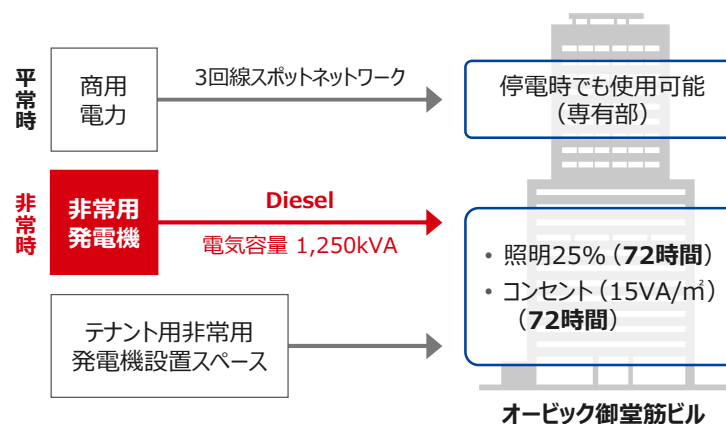 平常時
商用
電力
3回線スポットネットワーク
停電時でも使用可能
（専有部）
非常時
非常用
発電機
Diesel
電気容量 1,250kVA
・照明25%（72時間）
・コンセント（15VA/㎡）
（72時間）
テナント用非常用
発電機設置スペース
オービック御堂筋ビル